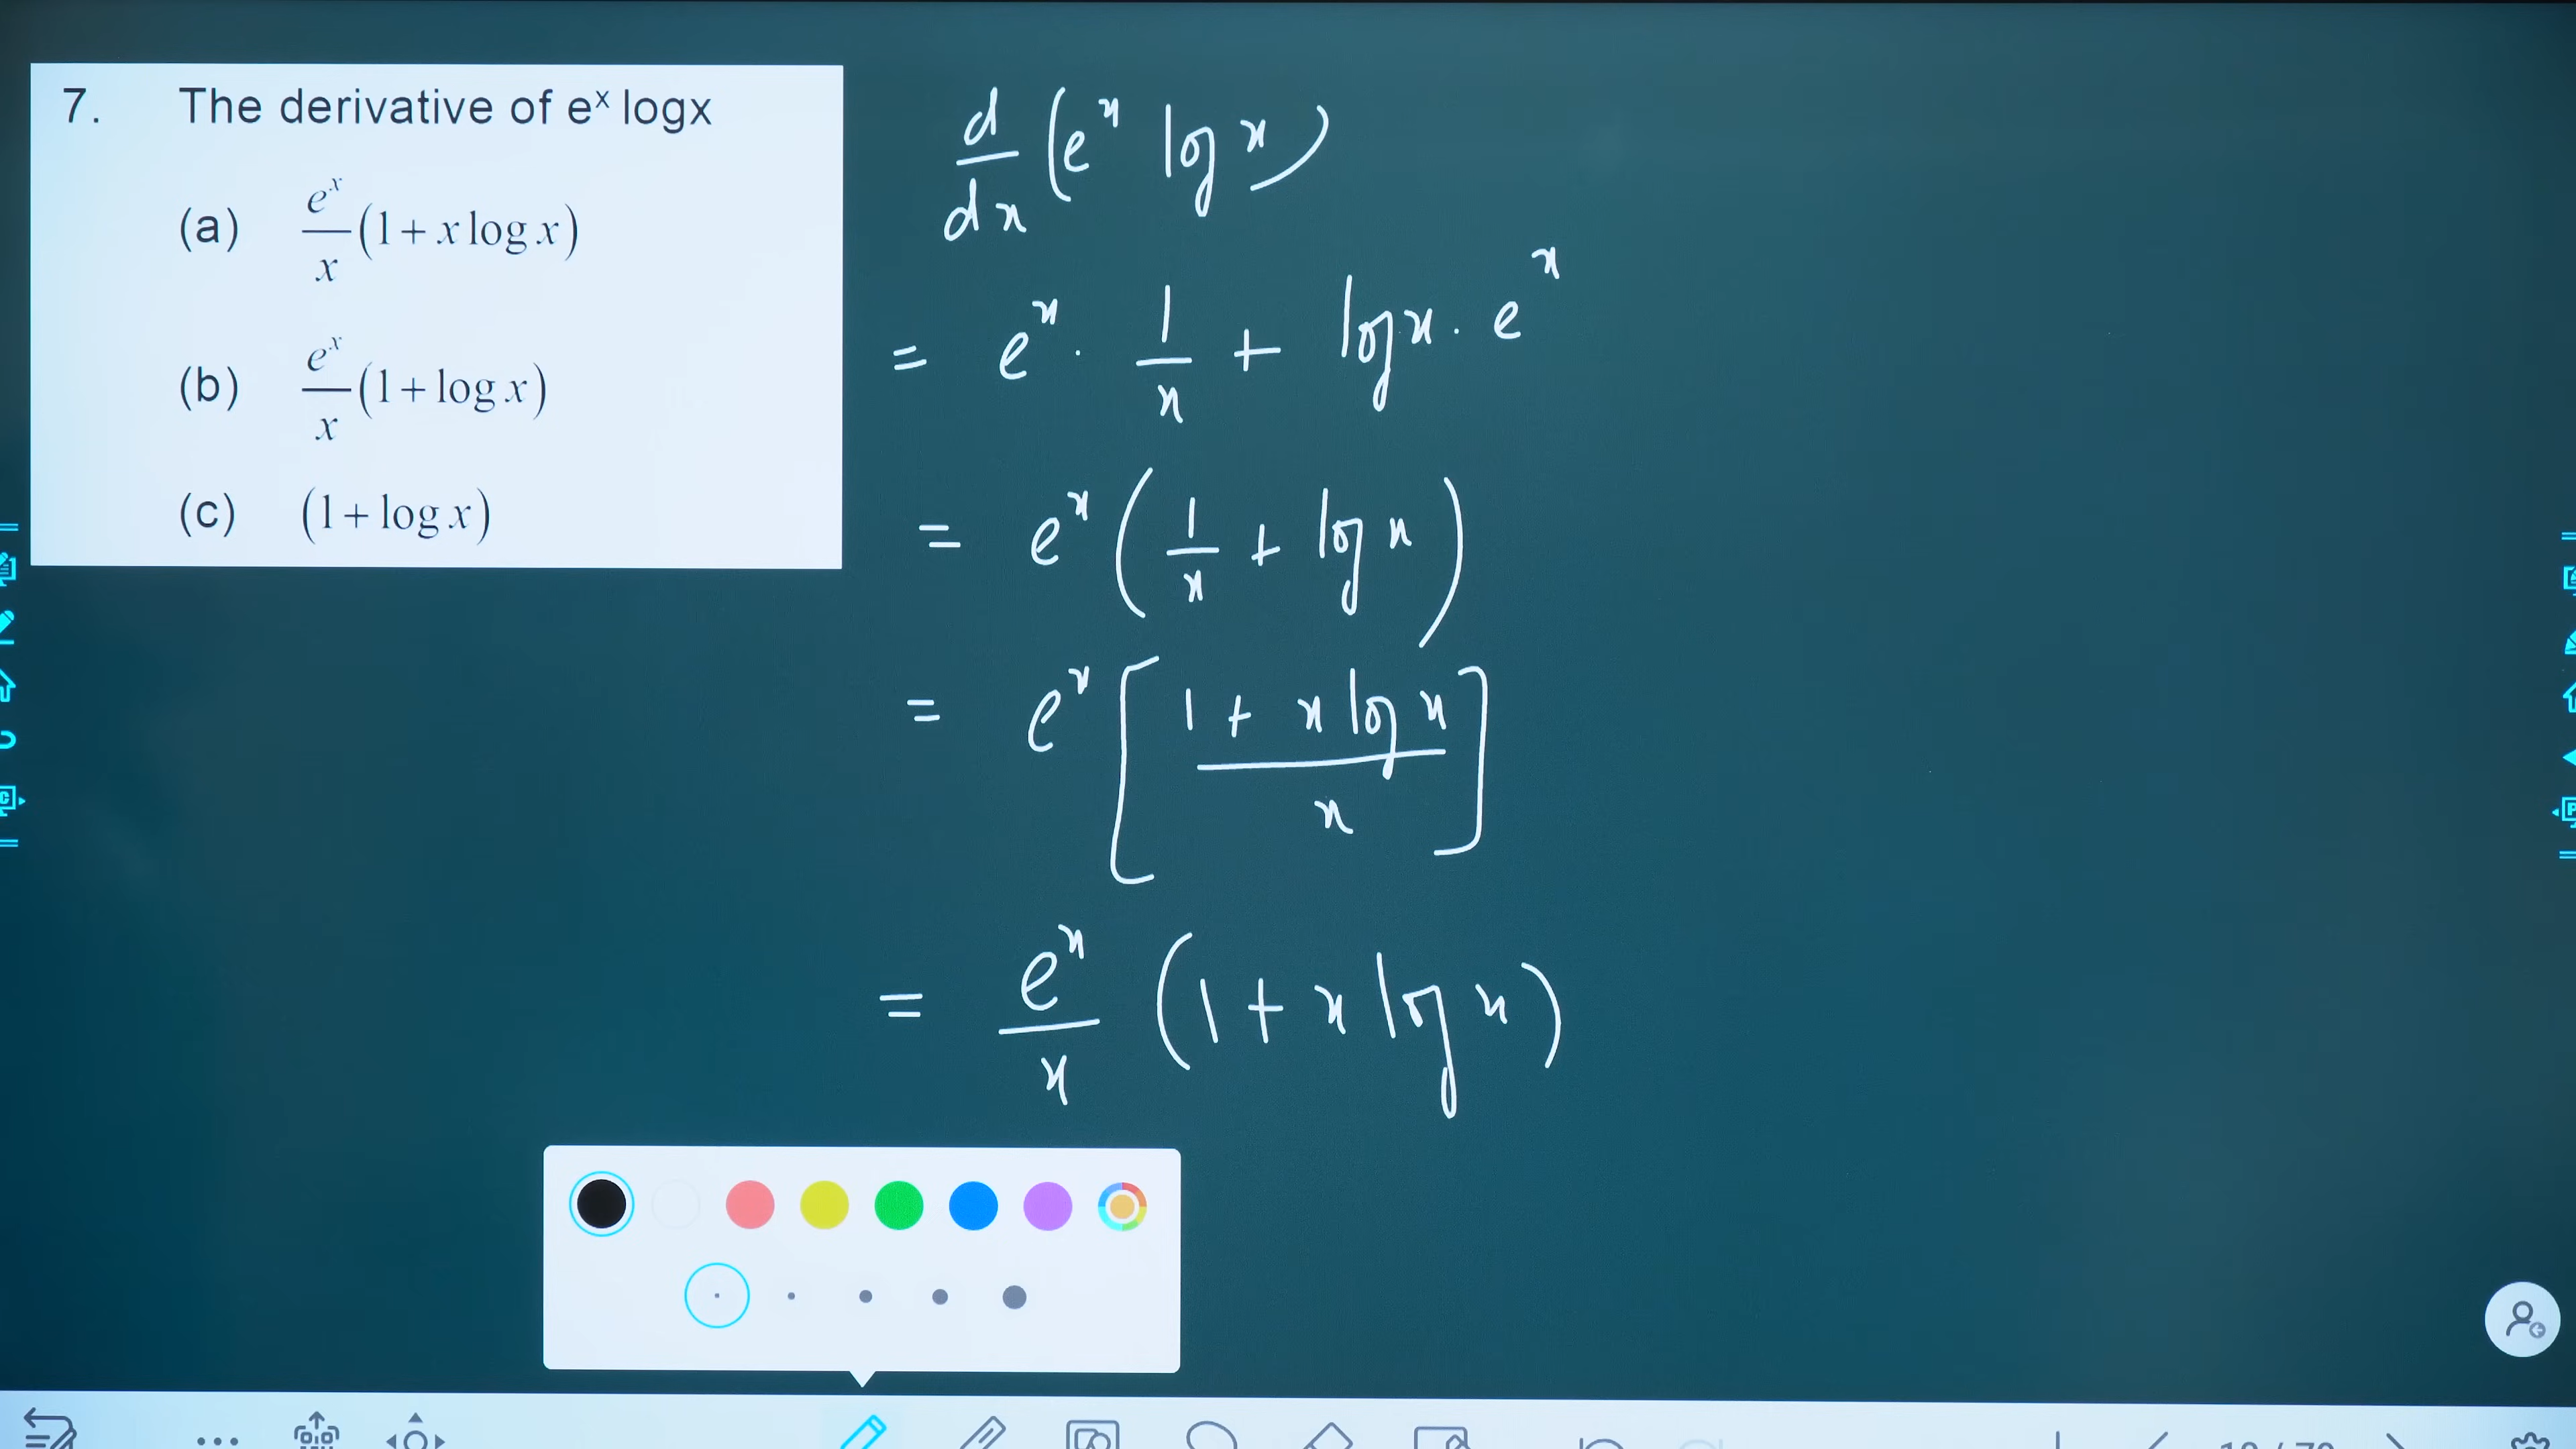 7. The derivative of eˣ logx
(a) eˣ/x (1 + x log x)
(b) eˣ/x (1 + log x)
(c) (1 + log x)
d/dx (eˣ log x)
= eˣ · 1/x + log x · eˣ
= eˣ (1/x + log x)
= eˣ [(1 + x log x)/x]
= eˣ/x (1 + x log x)